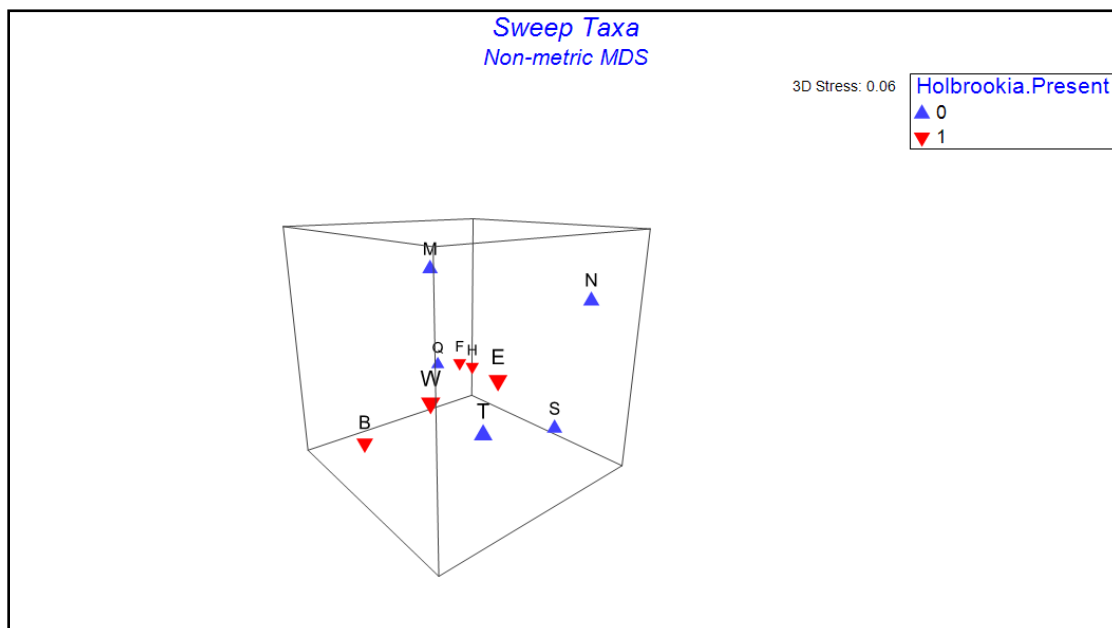 Sweep Taxa
Non-metric MDS
3D Stress: 0.06
Holbrookia.Present
0
1
M
N
Q
F
H
E
W
B
T
S